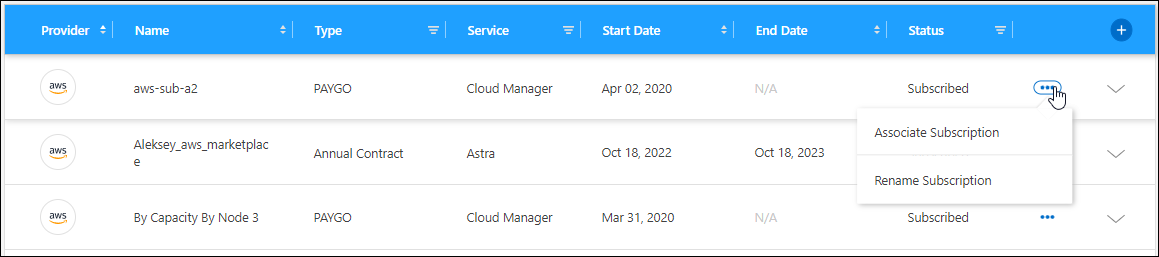 Provider Name Type Service Start Date End Date Status
aws aws-sub-a2 PAYGO Cloud Manager Apr 02, 2020 N/A Subscribed
Associate Subscription
aws Aleksey_aws_marketplac
e Annual Contract Astra Oct 18, 2022 Oct 18, 2023
Rename Subscription
aws By Capacity By Node 3 PAYGO Cloud Manager Mar 31, 2020 N/A Subscribed